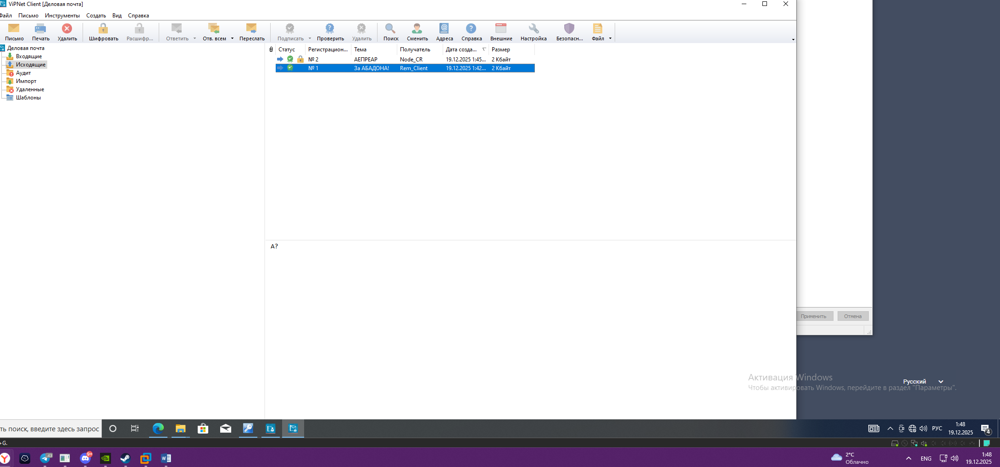 ViPNet Client [Деловая почта]
Файл Письмо Инструменты Создать Вид Справка
Письмо Печать Удалить Шифровать Расшифр... Ответить Отв. всем Переслать Подписать Проверить Удалить Поиск Сменить Адреса Справка Внешние Настройка Безопасн... Файл
Деловая почта
Входящие
Исходящие
Аудит
Импорт
Удаленные
Шаблоны
Статус Регистрацион... Тема Получатель Дата созда... Размер
№ 2 АЕПРЕАР Node_CR 19.12.2025 1:45... 2 Кбайт
№ 1 За АБАДОНА! Rem_Client 19.12.2025 1:42... 2 Кбайт
А?
Применить Отмена
Активация Windows
Чтобы активировать Windows, перейдите в раздел "Параметры".
Русский
ть поиск, введите здесь запрос
РУС
1:48
19.12.2025
4
+G.
43
9+
2°C
Облачно
ENG
1:48
19.12.2025